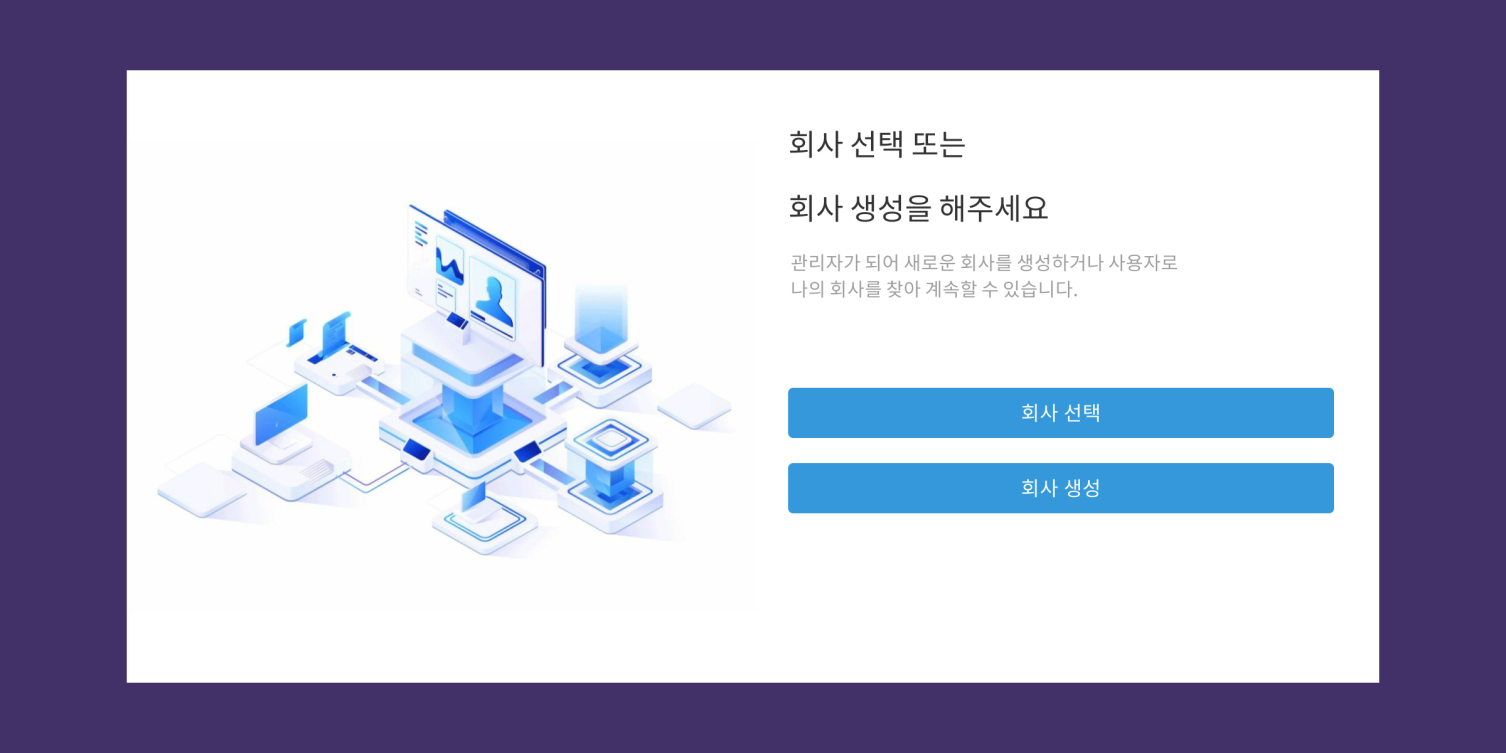 회사 선택 또는
회사 생성을 해주세요
관리자가 되어 새로운 회사를 생성하거나 사용자로
나의 회사를 찾아 계속할 수 있습니다.
회사 선택
회사 생성